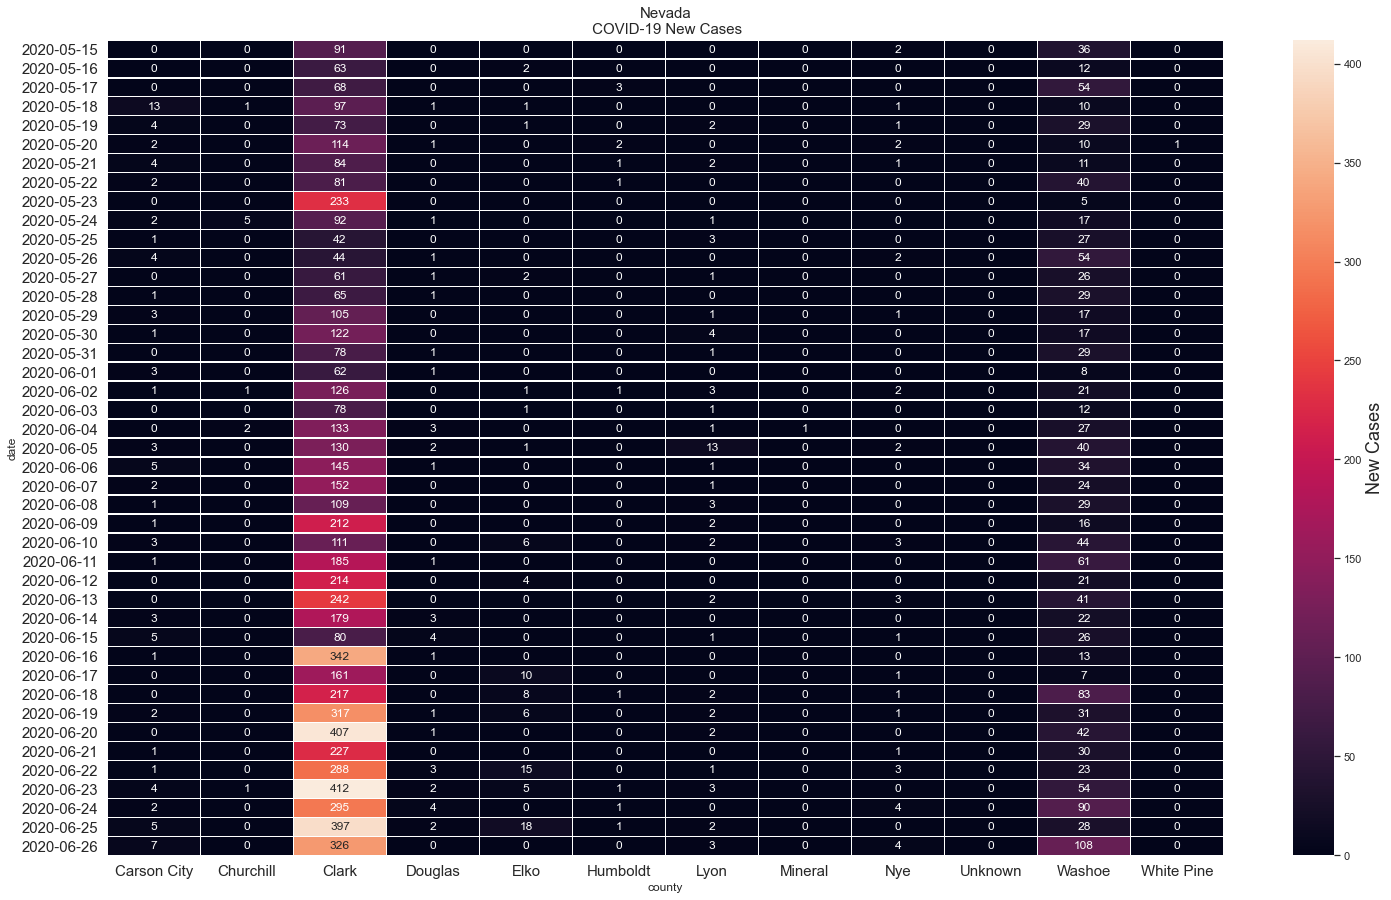 Nevada
COVID-19 New Cases
2020-05-15 0 0 91 0 0 0 0 0 2 0 36 0
2020-05-16 0 0 63 0 2 0 0 0 0 0 12 0
2020-05-17 0 0 68 0 0 3 0 0 0 0 54 0
2020-05-18 13 1 97 1 1 0 0 0 1 0 10 0
2020-05-19 4 0 73 0 1 0 2 0 1 0 29 0
2020-05-20 2 0 114 1 0 2 0 0 2 0 10 1
2020-05-21 4 0 84 0 0 1 2 0 1 0 11 0
2020-05-22 2 0 81 0 0 1 0 0 0 0 40 0
2020-05-23 0 0 233 0 0 0 0 0 0 0 5 0
2020-05-24 2 5 92 1 0 0 1 0 0 0 17 0
2020-05-25 1 0 42 0 0 0 3 0 0 0 27 0
2020-05-26 4 0 44 1 0 0 0 0 2 0 54 0
2020-05-27 0 0 61 1 2 0 1 0 0 0 26 0
2020-05-28 1 0 65 1 0 0 0 0 0 0 29 0
2020-05-29 3 0 105 0 0 0 1 0 1 0 17 0
2020-05-30 1 0 122 0 0 0 4 0 0 0 17 0
2020-05-31 0 0 78 1 0 0 1 0 0 0 29 0
2020-06-01 3 0 62 1 0 0 0 0 0 0 8 0
2020-06-02 1 1 126 0 1 1 3 0 2 0 21 0
2020-06-03 0 0 78 0 1 0 1 0 0 0 12 0
2020-06-04 0 2 133 3 0 0 1 1 0 0 27 0
2020-06-05 3 0 130 2 1 0 13 0 2 0 40 0
2020-06-06 5 0 145 1 0 0 1 0 0 0 34 0
2020-06-07 2 0 152 0 0 0 1 0 0 0 24 0
2020-06-08 1 0 109 0 0 0 3 0 0 0 29 0
2020-06-09 1 0 212 0 0 0 2 0 0 0 16 0
2020-06-10 3 0 111 0 6 0 2 0 3 0 44 0
2020-06-11 1 0 185 1 0 0 0 0 0 0 61 0
2020-06-12 0 0 214 0 4 0 0 0 0 0 21 0
2020-06-13 0 0 242 0 0 0 2 0 3 0 41 0
2020-06-14 3 0 179 3 0 0 0 0 0 0 22 0
2020-06-15 5 0 80 4 0 0 1 0 1 0 26 0
2020-06-16 1 0 342 1 0 0 0 0 0 0 13 0
2020-06-17 0 0 161 0 10 0 0 0 1 0 7 0
2020-06-18 0 0 217 0 8 1 2 0 1 0 83 0
2020-06-19 2 0 317 1 6 0 2 0 1 0 31 0
2020-06-20 0 0 407 1 0 0 2 0 0 0 42 0
2020-06-21 1 0 227 0 0 0 0 0 1 0 30 0
2020-06-22 1 0 288 3 15 0 1 0 3 0 23 0
2020-06-23 4 1 412 2 5 1 3 0 0 0 54 0
2020-06-24 2 0 295 4 0 1 0 0 4 0 90 0
2020-06-25 5 0 397 2 18 1 2 0 0 0 28 0
2020-06-26 7 0 326 0 0 0 3 0 4 0 108 0
Carson City Churchill Clark Douglas Elko Humboldt Lyon Mineral Nye Unknown Washoe White Pine
county
date
400
350
300
250
200
150
100
50
0
New Cases